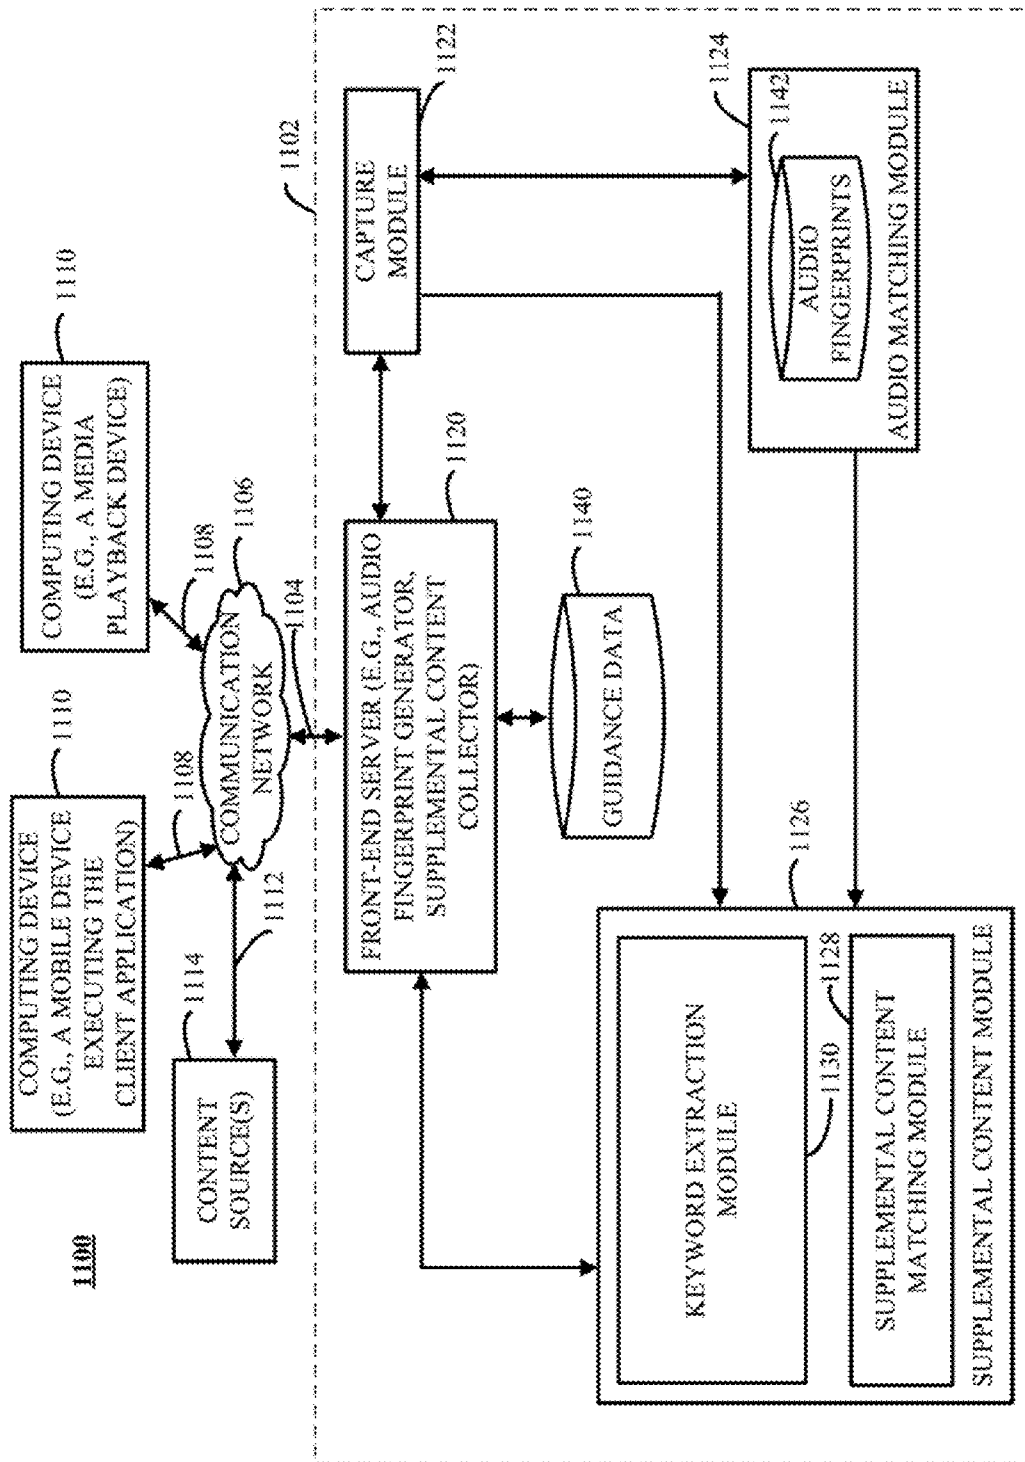 1100
COMPUTING DEVICE
(E.G., A MOBILE DEVICE
EXECUTING THE
CLIENT APPLICATION)
1110
COMPUTING DEVICE
(E.G., A MEDIA
PLAYBACK DEVICE)
1110
1108
1108
CONTENT
SOURCE(S)
1114
1112
COMMUNICATION
NETWORK
1106
1104
1102
FRONT-END SERVER (E.G., AUDIO
FINGERPRINT GENERATOR,
SUPPLEMENTAL CONTENT
COLLECTOR)
1120
CAPTURE
MODULE
1122
GUIDANCE DATA
1140
KEYWORD EXTRACTION
MODULE
1130
SUPPLEMENTAL CONTENT
MATCHING MODULE
1128
SUPPLEMENTAL CONTENT MODULE
1126
AUDIO
FINGERPRINTS
1142
AUDIO MATCHING MODULE
1124